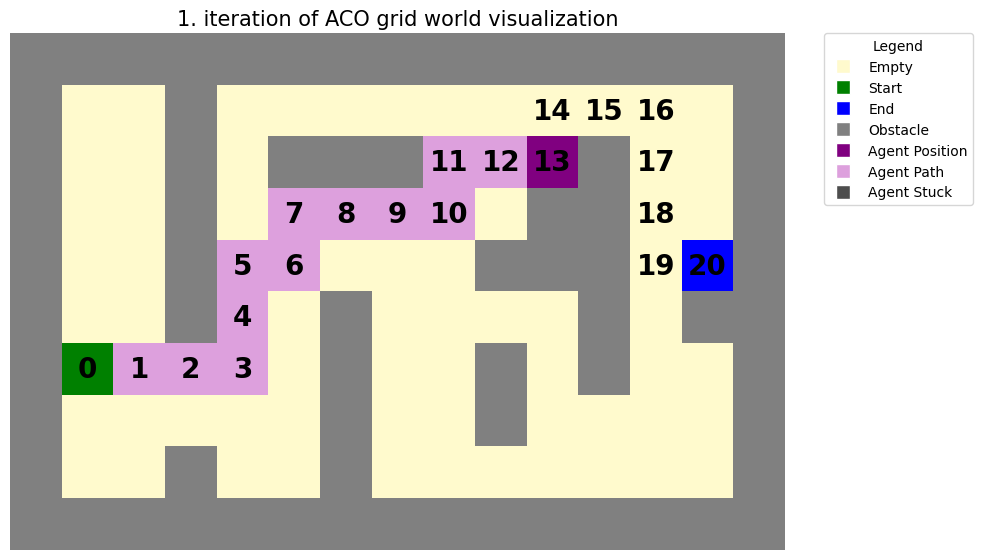 1. iteration of ACO grid world visualization
Legend
Empty
Start
End
Obstacle
Agent Position
Agent Path
Agent Stuck
14 15 16
11 12 13 17
7 8 9 10 18
5 6 19 20
4
0 1 2 3